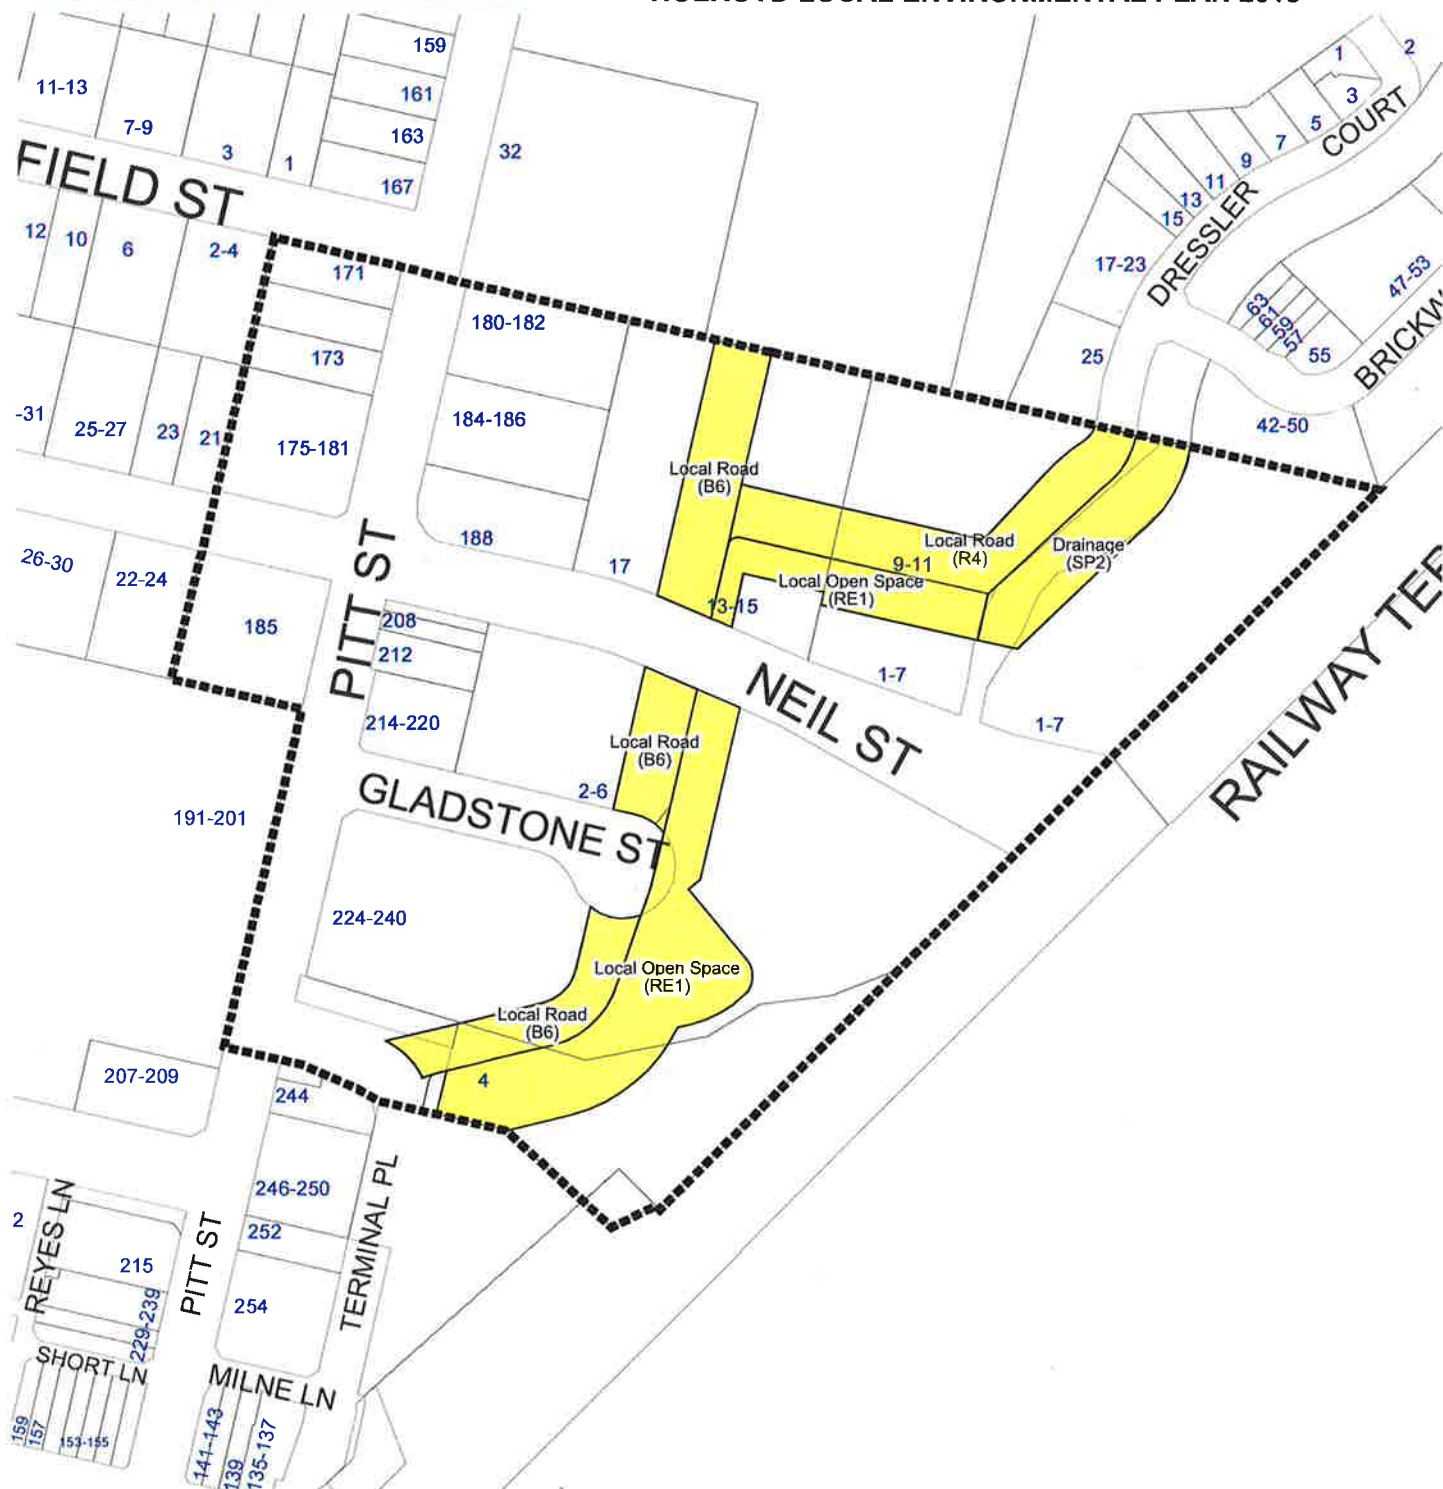 HOLROYD LOCAL ENVIRONMENTAL PLAN 2013
159
1
2
11-13
161
3
7-9
163
5
COURT
3
1
32
7
9
167
11
FIELD ST
13
15
DRESSLER
12
10
6
2-4
17-23
171
47-53
63
61
59
57
180-182
173
25
55
BRICKW
-31
25-27
23
21
175-181
184-186
42-50
Local Road
(B6)
188
Local Road
(R4)
Drainage
(SP2)
26-30
22-24
17
9-11
Local Open Space
(RE1)
13-15
PITT ST
185
208
212
1-7
RAILWAY TER
214-220
NEIL ST
1-7
Local Road
(B6)
2-6
GLADSTONE ST
191-201
224-240
Local Open Space
(RE1)
Local Road
(B6)
207-209
4
244
246-250
2
REYES LN
PITT ST
252
TERMINAL PL
215
254
229-239
SHORT LN
MILNE LN
159
157
153-155
141-143
139
135-137